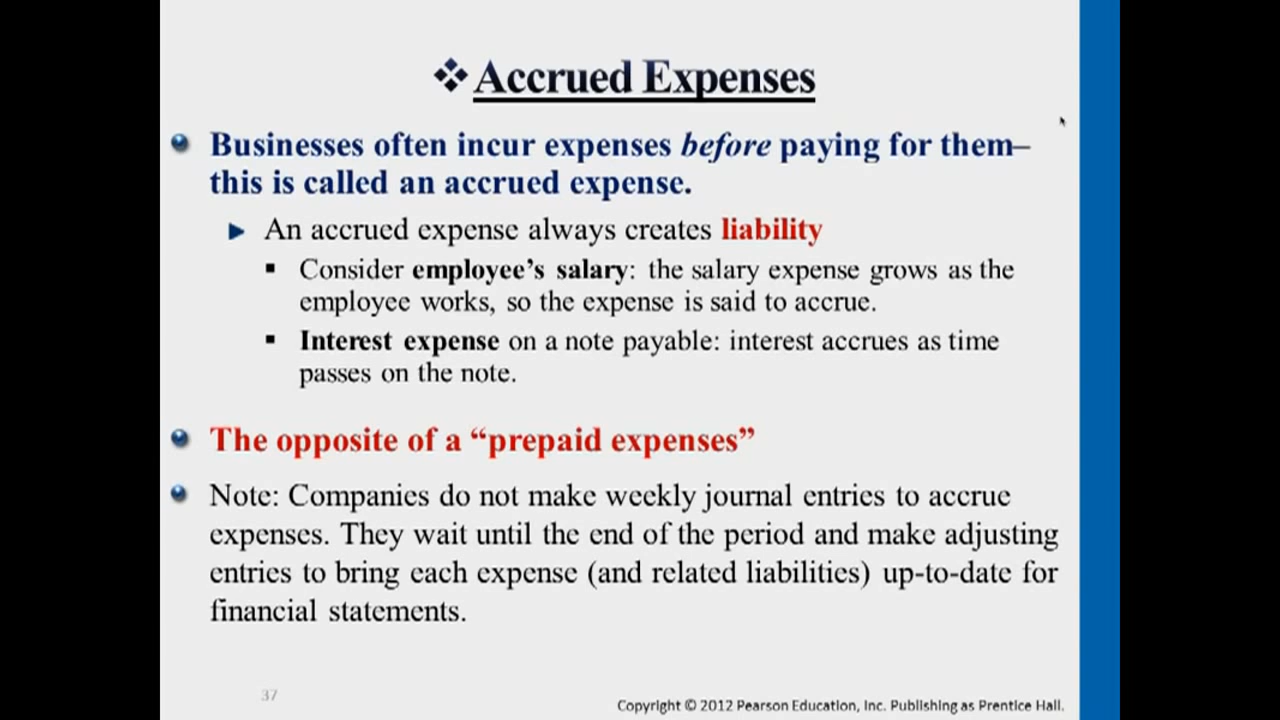 ❖ Accrued Expenses
Businesses often incur expenses before paying for them–
this is called an accrued expense.
An accrued expense always creates liability
Consider employee’s salary: the salary expense grows as the
employee works, so the expense is said to accrue.
Interest expense on a note payable: interest accrues as time
passes on the note.
The opposite of a “prepaid expenses”
Note: Companies do not make weekly journal entries to accrue
expenses. They wait until the end of the period and make adjusting
entries to bring each expense (and related liabilities) up-to-date for
financial statements.
37
Copyright © 2012 Pearson Education, Inc. Publishing as Prentice Hall.